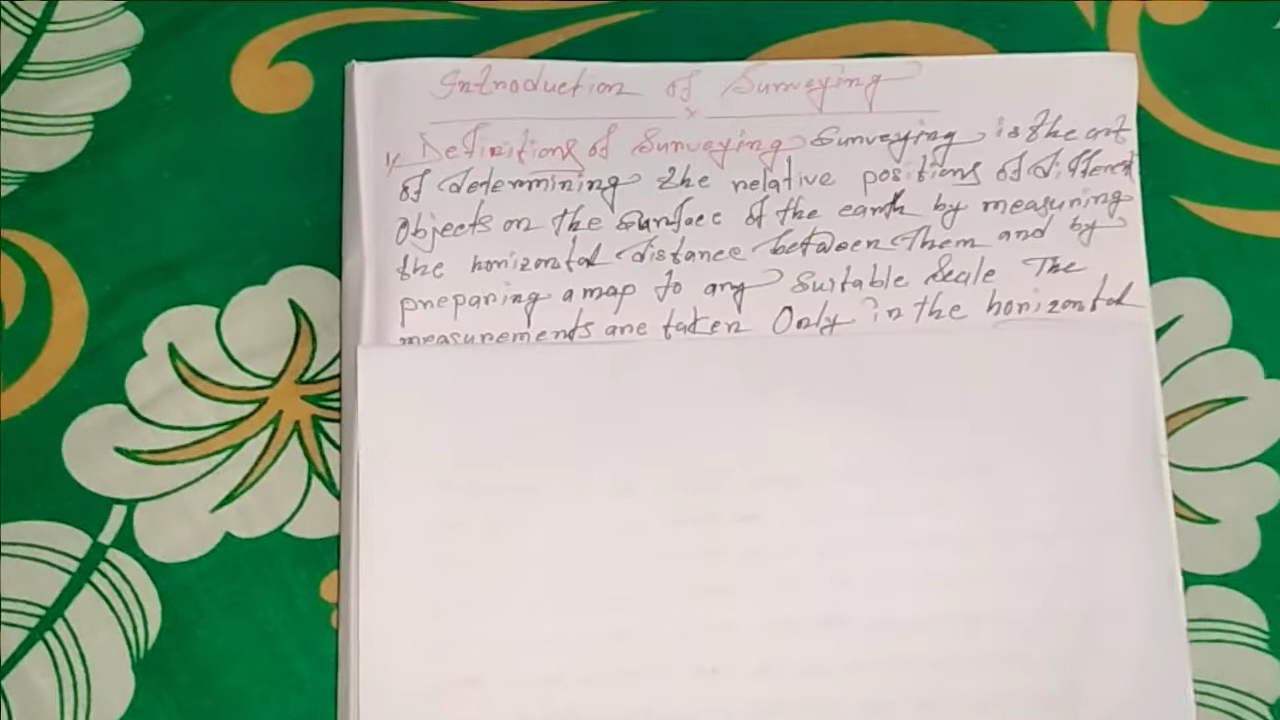 Introduction of Surveying
x
1) Definitions of Surveying Surveying is the art
of determining the relative positions of different
Objects on the surface of the earth by measuring
the horizontal distance between Them and by
preparing a map to any suitable Scale The
measurements are taken Only in the horizontal